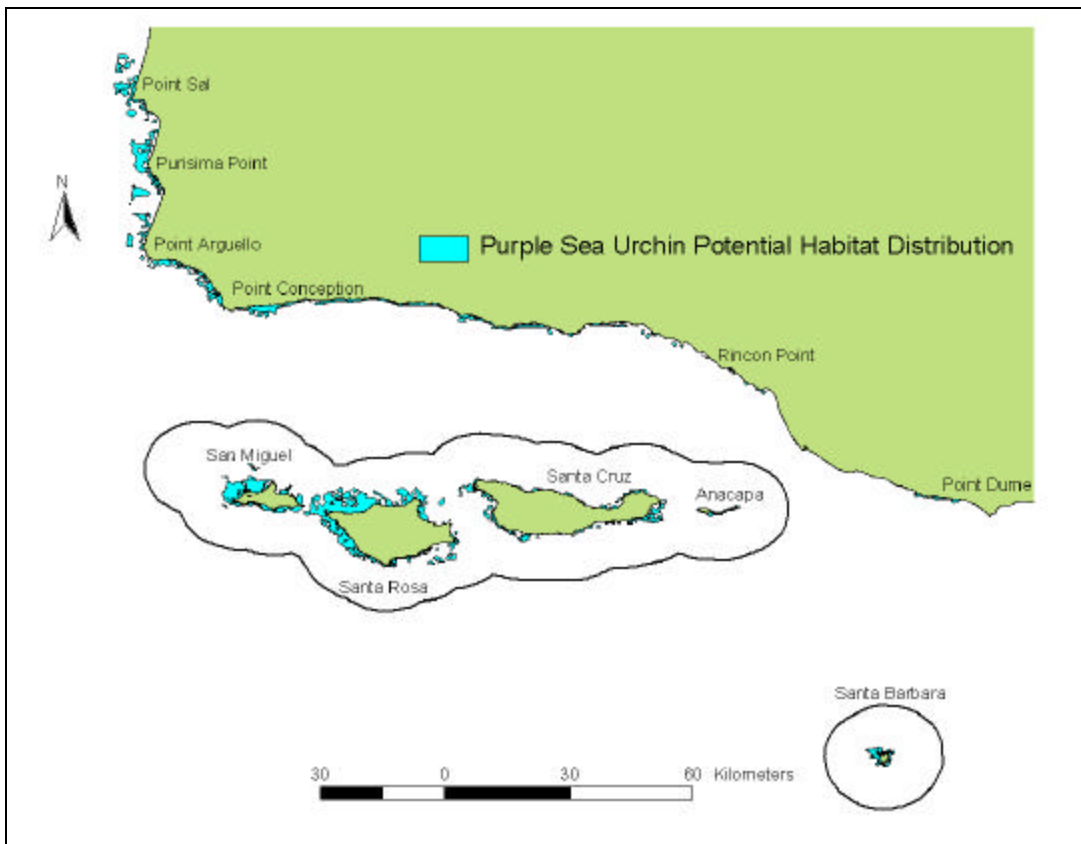 Point Sal
Purisima Point
N
Point Arguello
Purple Sea Urchin Potential Habitat Distribution
Point Conception
Rincon Point
San Miguel
Santa Cruz
Anacapa
Point Dume
Santa Rosa
Santa Barbara
30 0 30 60 Kilometers